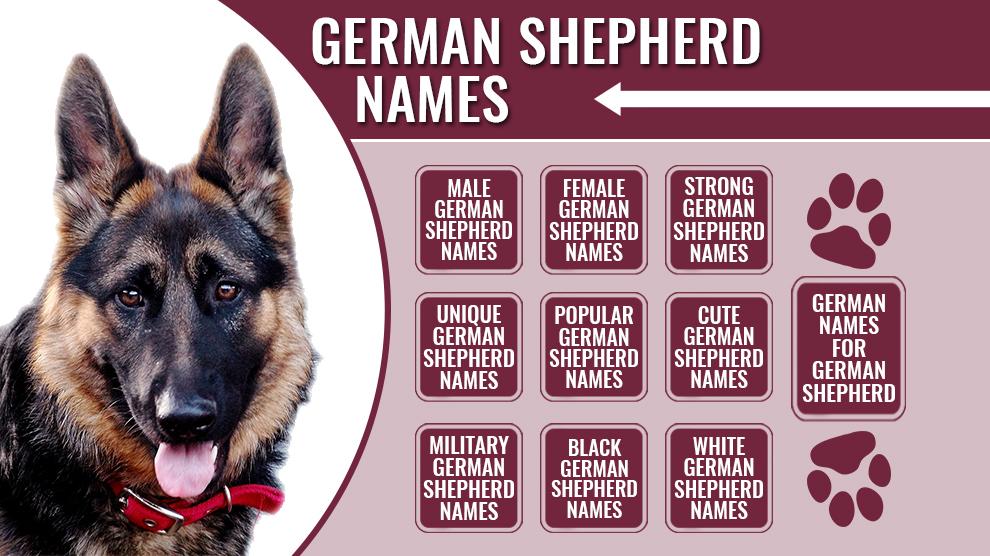 GERMAN SHEPHERD
NAMES
MALE
GERMAN
SHEPHERD
NAMES
FEMALE
GERMAN
SHEPHERD
NAMES
STRONG
GERMAN
SHEPHERD
NAMES
UNIQUE
GERMAN
SHEPHERD
NAMES
POPULAR
GERMAN
SHEPHERD
NAMES
CUTE
GERMAN
SHEPHERD
NAMES
GERMAN
NAMES
FOR
GERMAN
SHEPHERD
MILITARY
GERMAN
SHEPHERD
NAMES
BLACK
GERMAN
SHEPHERD
NAMES
WHITE
GERMAN
SHEPHERD
NAMES